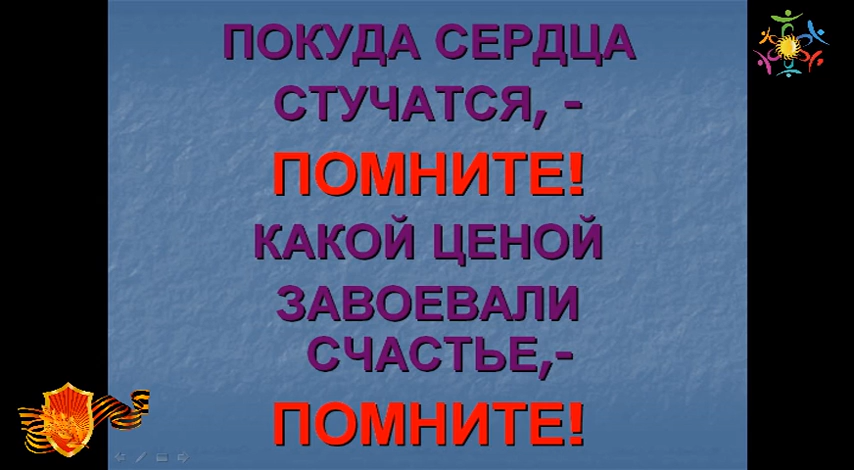 ПОКУДА СЕРДЦА
СТУЧАТСЯ, -
ПОМНИТЕ!
КАКОЙ ЦЕНОЙ
ЗАВОЕВАЛИ
СЧАСТЬЕ,-
ПОМНИТЕ!